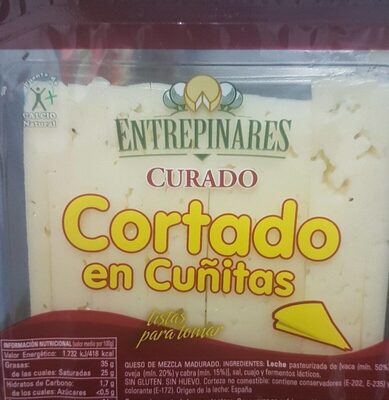 Fuente de
Calcio
Natural
ENTREPINARES
CURADO
Cortado
en Cuñitas
listas
para tomar
INFORMACIÓN NUTRICIONAL (valor medio por 100g)
Valor Energético: 1.732 kJ/418 kcal
Grasas: 35 g
de las cuales: Saturadas 25 g
Hidratos de Carbono: 1,7 g
de los cuales Azúcares <0,5 g
QUESO DE MEZCLA MADURADO. INGREDIENTES: Leche pasteurizada de [vaca (mín. 50%
oveja (mín. 20%) y cabra (mín. 15%)], sal, cuajo y fermentos lácticos.
SIN GLUTEN, SIN HUEVO. Corteza no comestible: contiene conservadores (E-202, E-235
colorante (E-172). Origen de la leche: España